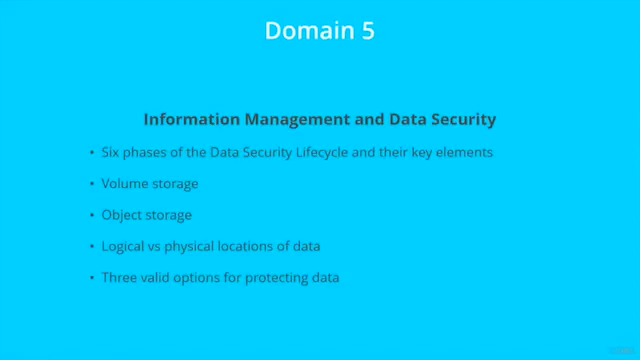 Domain 5
Information Management and Data Security
• Six phases of the Data Security Lifecycle and their key elements
• Volume storage
• Object storage
• Logical vs physical locations of data
• Three valid options for protecting data